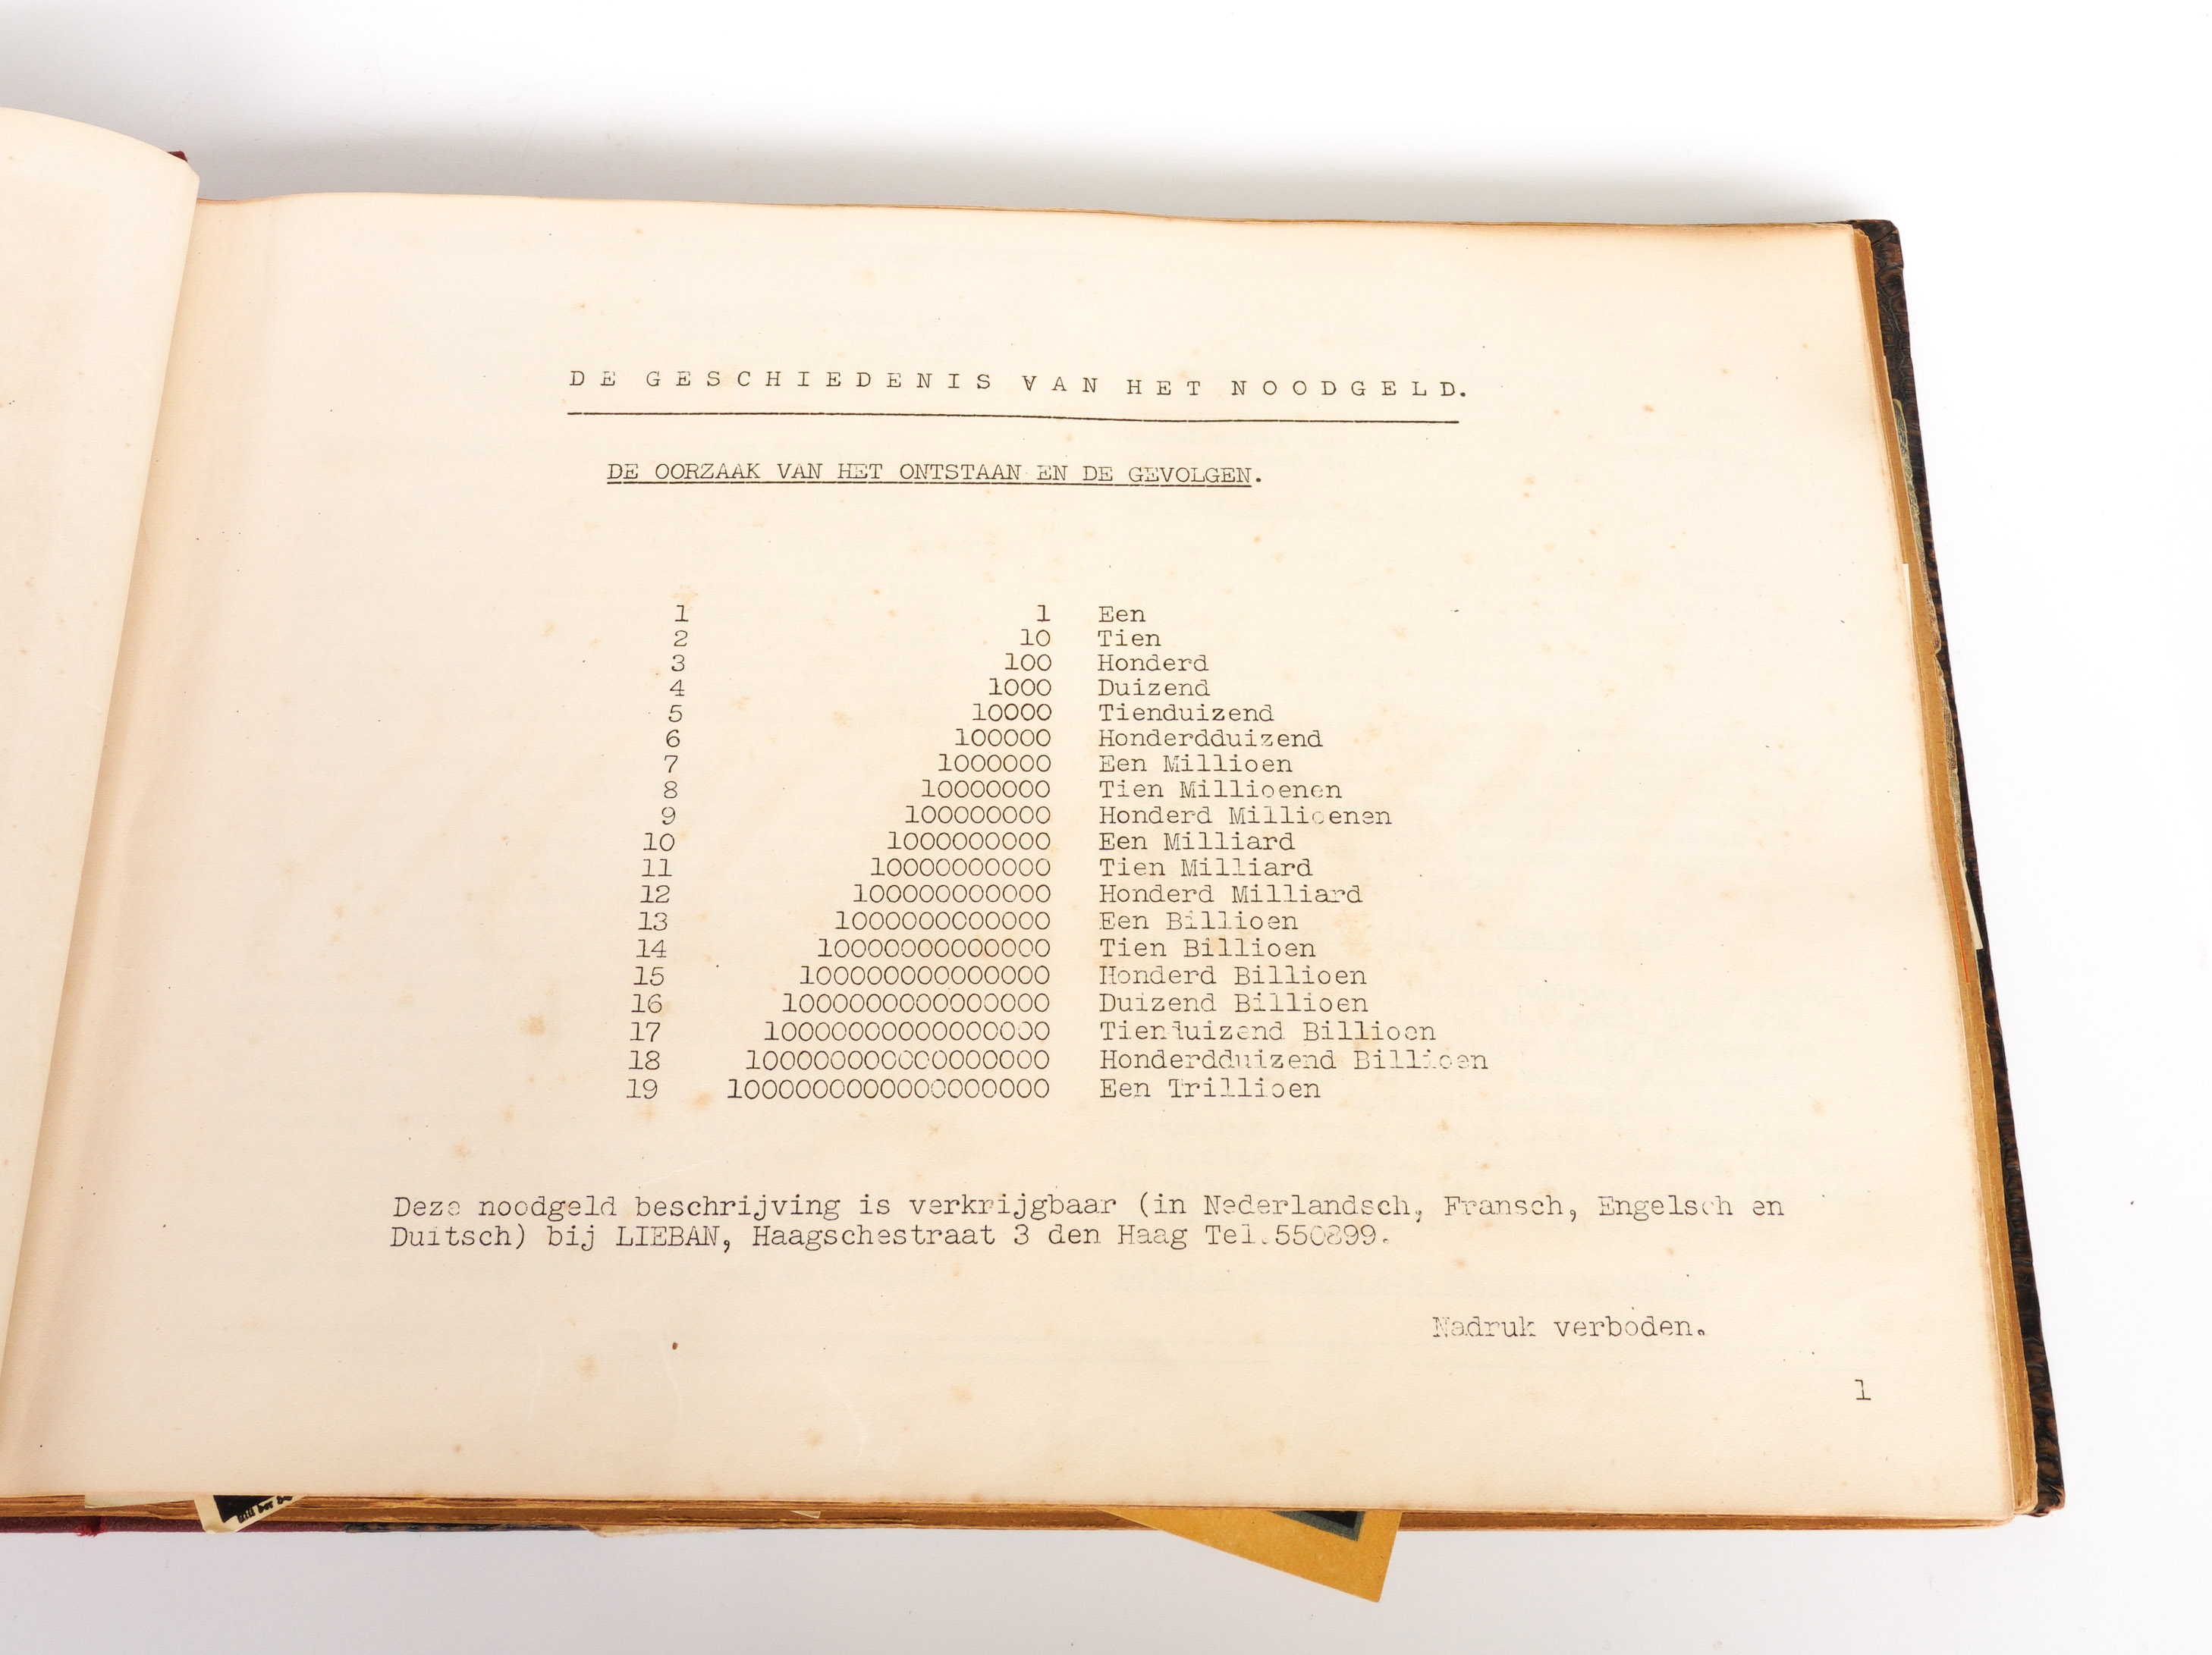 DE GESCHIEDENIS VAN HET NOODGELD.
DE OORZAAK VAN HET ONTSTAAN EN DE GEVOLGEN.
1 1 Een
2 10 Tien
3 100 Honderd
4 1000 Duizend
5 10000 Tienduizend
6 100000 Honderdduizend
7 1000000 Een Millioen
8 10000000 Tien Millioenen
9 100000000 Honderd Millioenen
10 1000000000 Een Milliard
11 10000000000 Tien Milliard
12 100000000000 Honderd Milliard
13 1000000000000 Een Billioen
14 10000000000000 Tien Billioen
15 100000000000000 Honderd Billioen
16 1000000000000000 Duizend Billioen
17 10000000000000000 Tienduizend Billioen
18 100000000000000000 Honderdduizend Billioen
19 1000000000000000000 Een Trillioen
Deze noodgeld beschrijving is verkrijgbaar (in Nederlandsch, Fransch, Engelsch en
Duitsch) bij LIEBAN, Haagschestraat 3 den Haag Tel.550899.
Nadruk verboden.
1